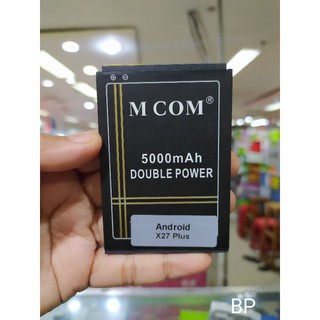 M COM®
5000mAh
DOUBLE POWER
Android
X27 Plus
BP